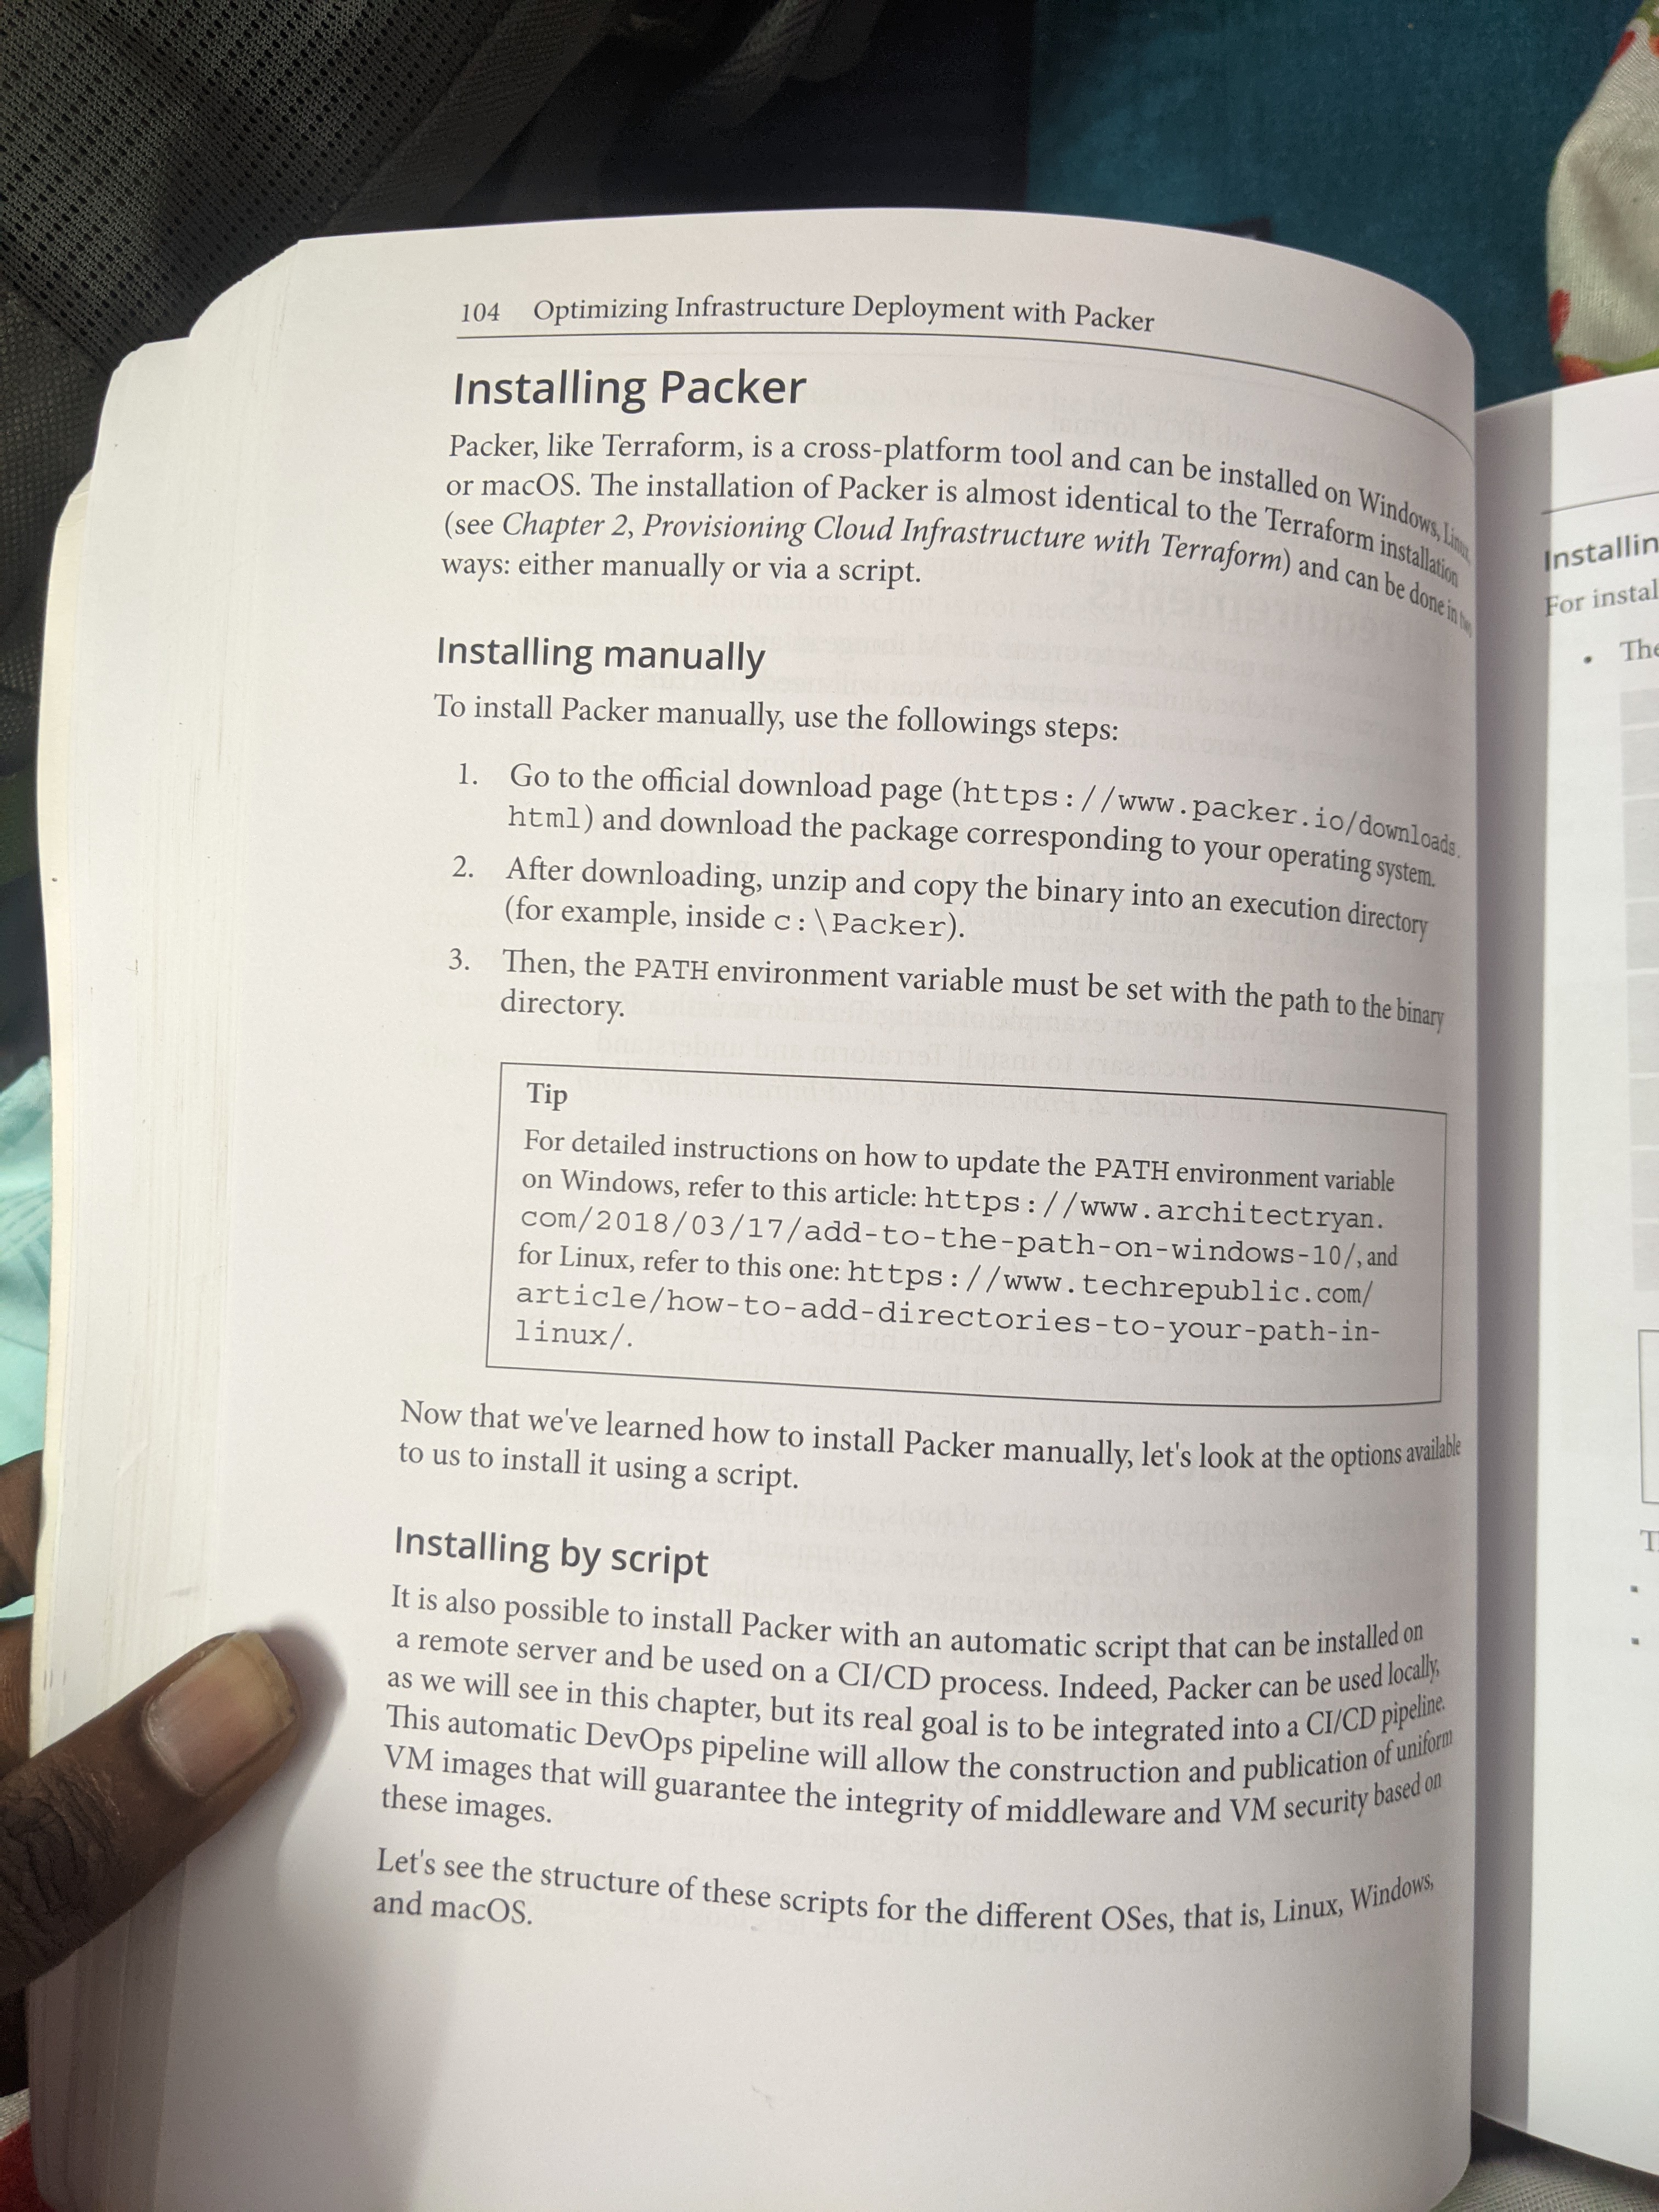 104 Optimizing Infrastructure Deployment with Packer
Installing Packer
Packer, like Terraform, is a cross-platform tool and can be installed on Windows, Linux,
or macOS. The installation of Packer is almost identical to the Terraform installation
(see Chapter 2, Provisioning Cloud Infrastructure with Terraform) and can be done in two
ways: either manually or via a script.
Installing manually
To install Packer manually, use the followings steps:
1. Go to the official download page (https://www.packer.io/downloads.
html) and download the package corresponding to your operating system.
2. After downloading, unzip and copy the binary into an execution directory
(for example, inside c:\Packer).
3. Then, the PATH environment variable must be set with the path to the binary
directory.
Tip
For detailed instructions on how to update the PATH environment variable
on Windows, refer to this article: https://www.architectryan.
com/2018/03/17/add-to-the-path-on-windows-10/, and
for Linux, refer to this one: https://www.techrepublic.com/
article/how-to-add-directories-to-your-path-in-
linux/.
Now that we've learned how to install Packer manually, let's look at the options available
to us to install it using a script.
Installing by script
It is also possible to install Packer with an automatic script that can be installed on
a remote server and be used on a CI/CD process. Indeed, Packer can be used locally,
as we will see in this chapter, but its real goal is to be integrated into a CI/CD pipeline.
This automatic DevOps pipeline will allow the construction and publication of uniform
VM images that will guarantee the integrity of middleware and VM security based on
these images.
Let's see the structure of these scripts for the different OSes, that is, Linux, Windows,
and macOS.
For